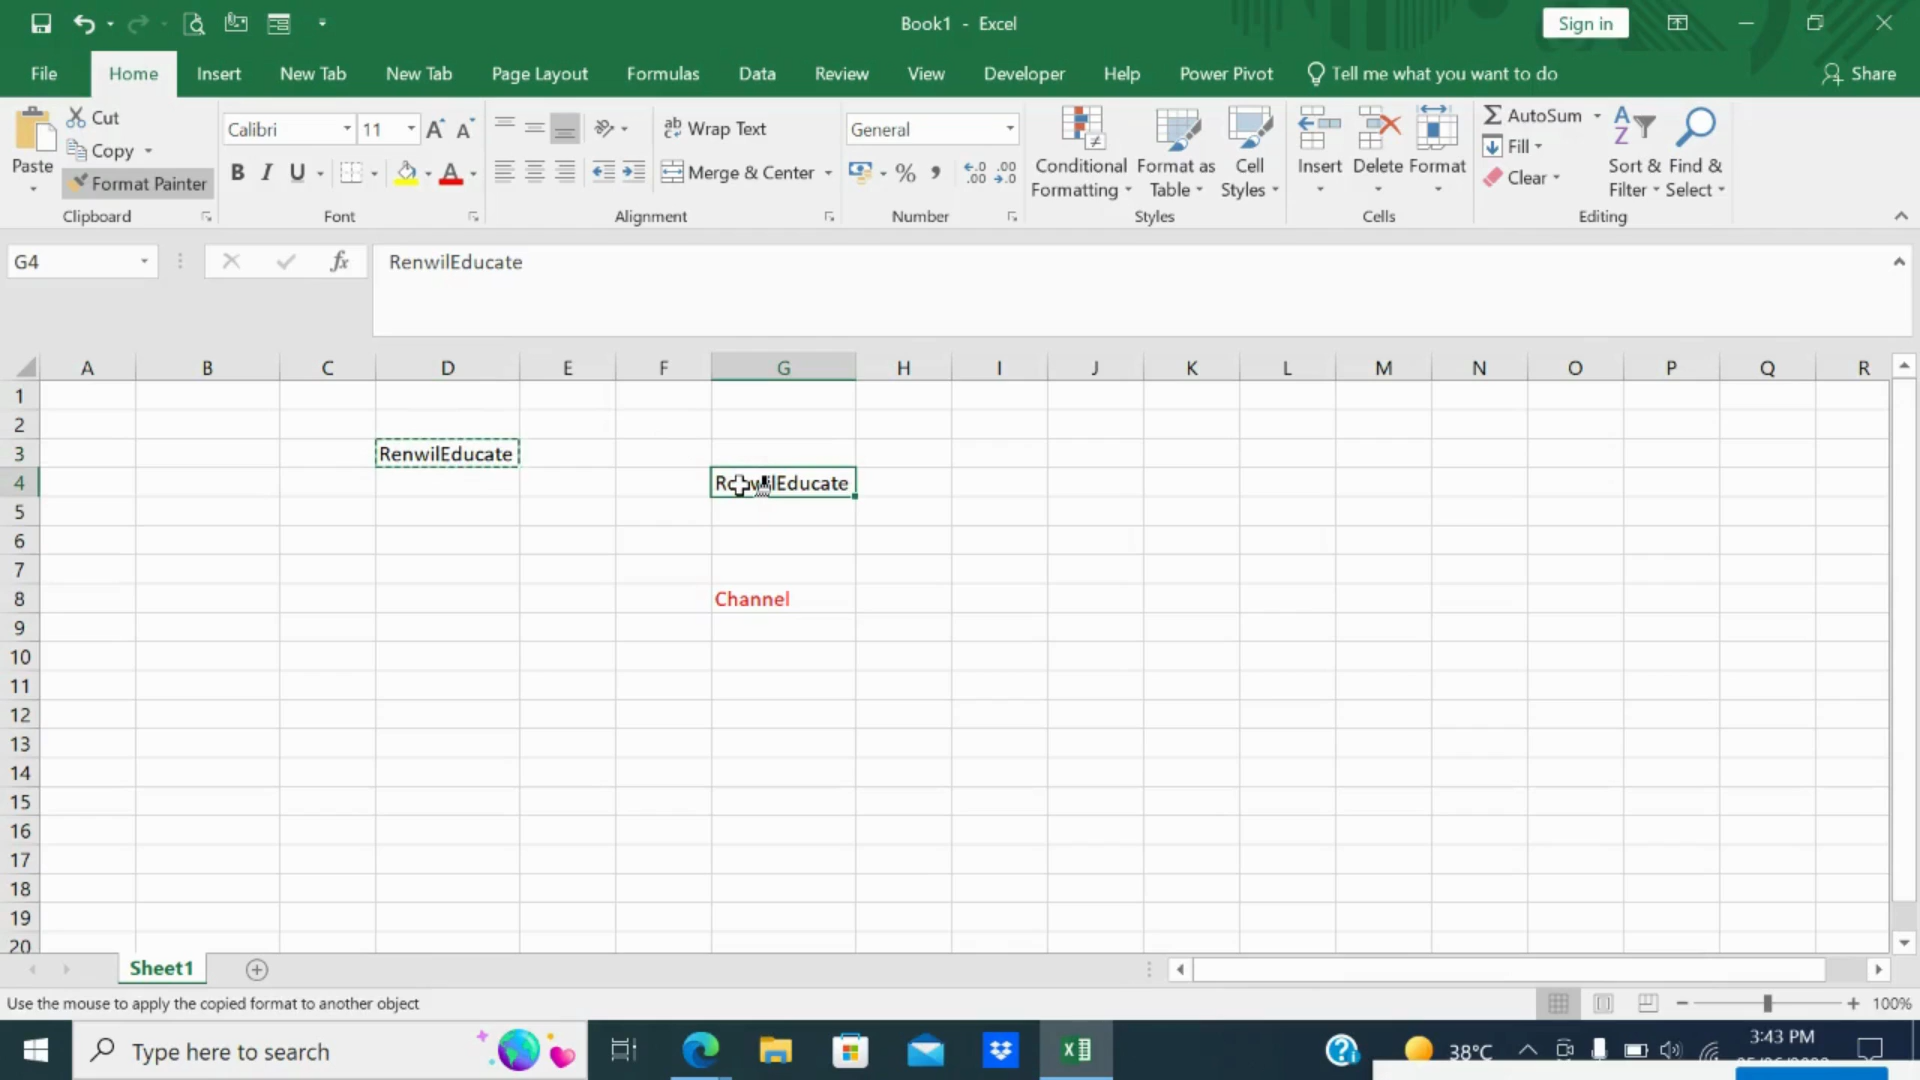 Book1 - Excel
Sign in
File Home Insert New Tab New Tab Page Layout Formulas Data Review View Developer Help Power Pivot Tell me what you want to do Share
Cut
Copy
Format Painter
Paste
Clipboard
Calibri 11
B I U
Font
Wrap Text
Merge & Center
Alignment
General
Number
Conditional Formatting
Format as Table
Cell Styles
Styles
Insert Delete Format
Cells
AutoSum
Fill
Clear
Sort & Filter
Find & Select
Editing
G4 fx RenwilEducate
A B C D E F G H I J K L M N O P Q R
1
2
3 RenwilEducate
4
5
6
7
8 Channel
9
10
11
12
13
14
15
16
17
18
19
20
Sheet1
Use the mouse to apply the copied format to another object
100%
Type here to search
38°C
3:43 PM